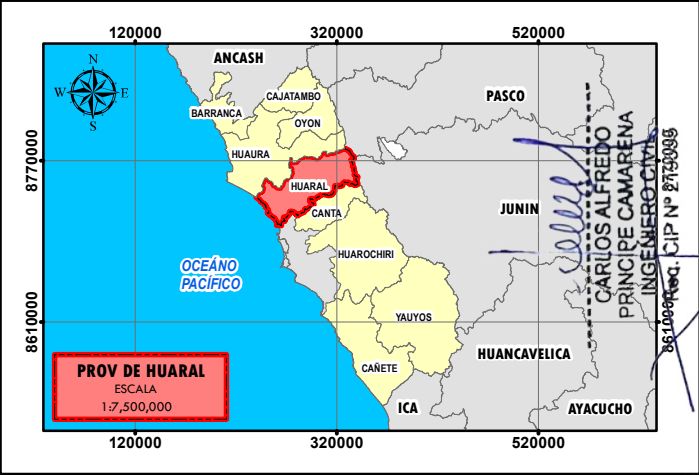 120000 320000 520000
ANCASH
N
W E
S
CAJATAMBO
PASCO
BARRANCA
OYON
HUAURA
8770000
8770000
HUARAL
CANTA
JUNIN
HUAROCHIRI
OCEÁNO
PACÍFICO
8610000
8610000
YAUYOS
HUANCAVELICA
PROV DE HUARAL
ESCALA
1:7,500,000
CAÑETE
ICA
AYACUCHO
120000 320000 520000
CARLOS ALFREDO
PRINCIPE CAMARENA
INGENIERO CIVIL
Reg. CIP Nº